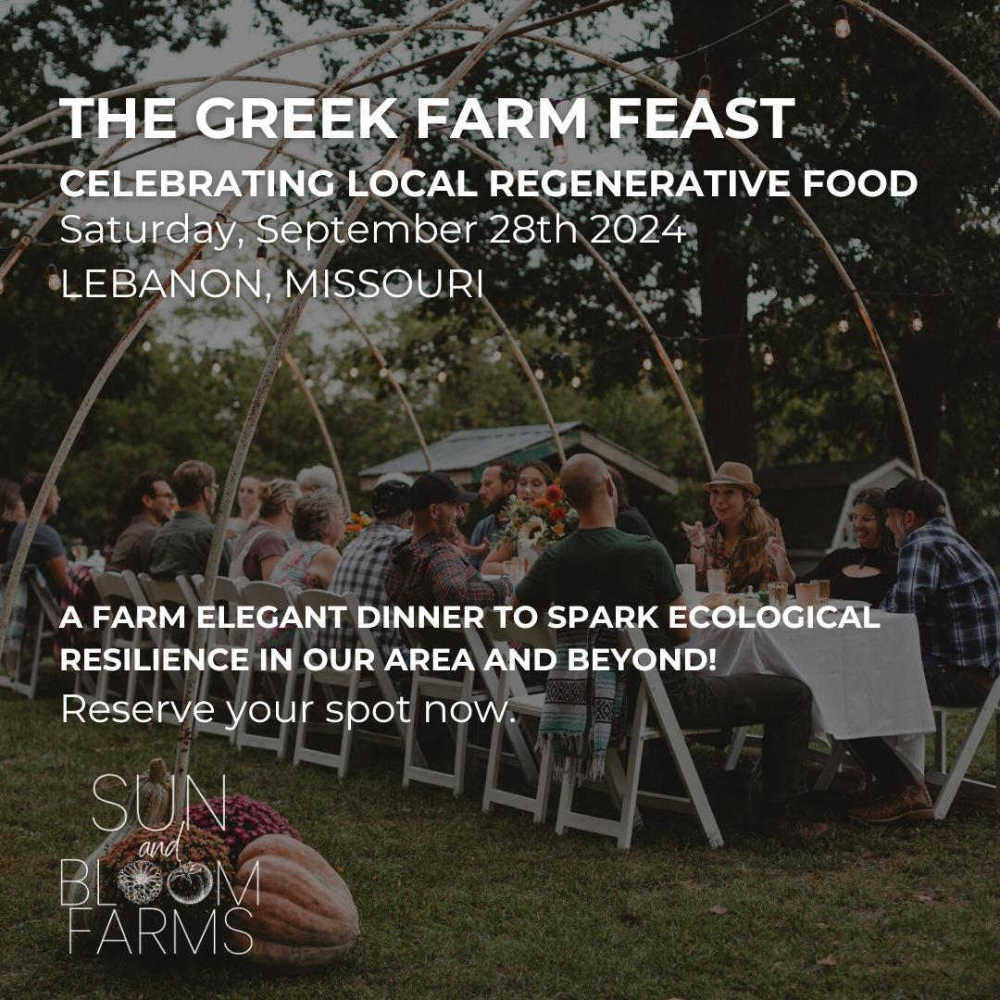 THE GREEK FARM FEAST
CELEBRATING LOCAL REGENERATIVE FOOD
Saturday, September 28th 2024
LEBANON, MISSOURI
A FARM ELEGANT DINNER TO SPARK ECOLOGICAL
RESILIENCE IN OUR AREA AND BEYOND!
Reserve your spot now.
SUN
and
BLOOM
FARMS